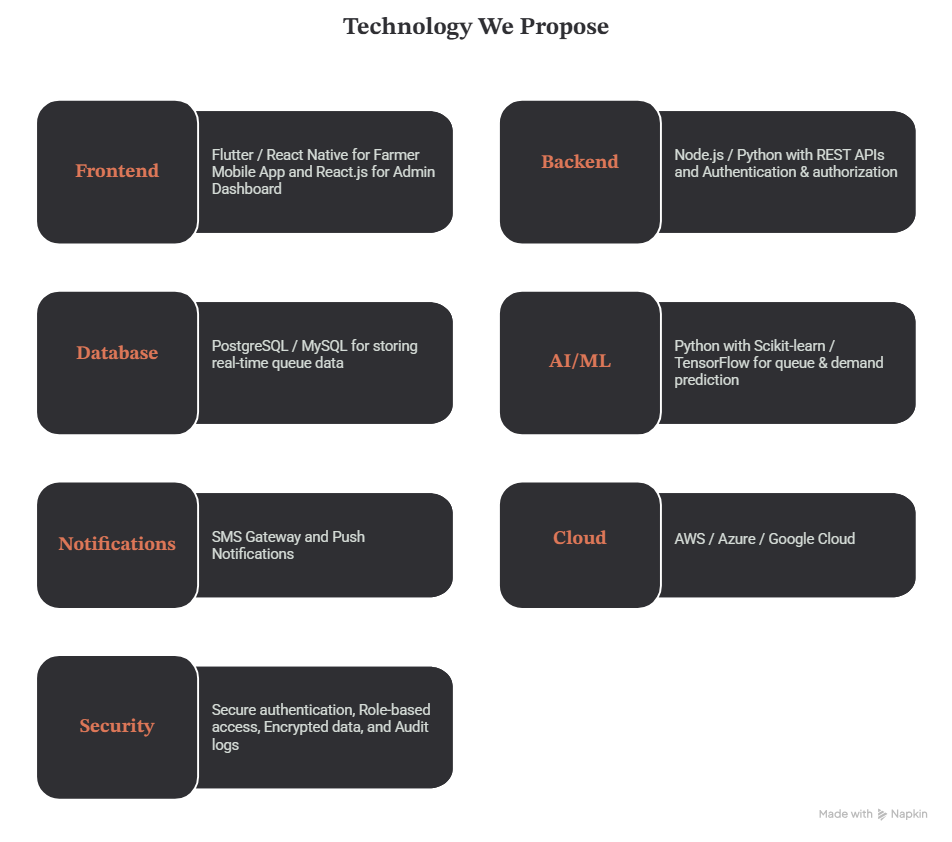 Technology We Propose
Frontend
Flutter / React Native for Farmer
Mobile App and React.js for Admin
Dashboard
Backend
Node.js / Python with REST APIs
and Authentication & authorization
Database
PostgreSQL / MySQL for storing
real-time queue data
AI/ML
Python with Scikit-learn /
TensorFlow for queue & demand
prediction
Notifications
SMS Gateway and Push
Notifications
Cloud
AWS / Azure / Google Cloud
Security
Secure authentication, Role-based
access, Encrypted data, and Audit
logs
Made with Napkin